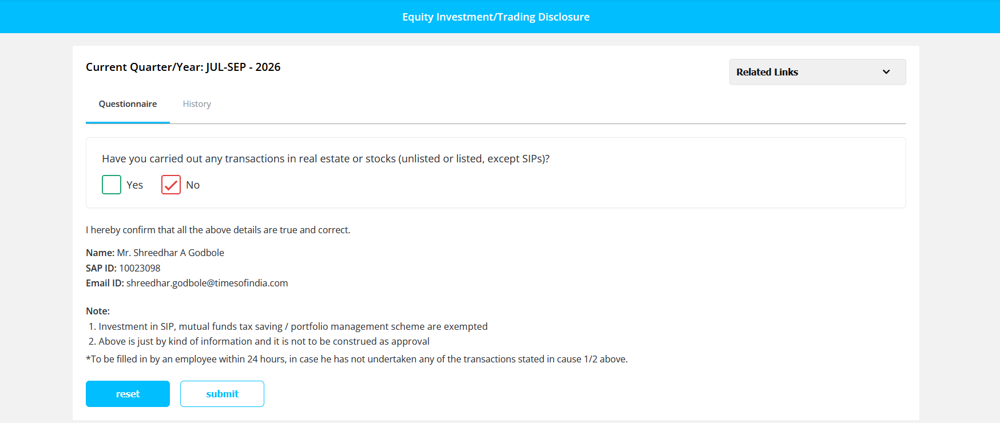 Equity Investment/Trading Disclosure
Current Quarter/Year: JUL-SEP - 2026
Related Links
Questionnaire
History
Have you carried out any transactions in real estate or stocks (unlisted or listed, except SIPs)?
Yes
No
I hereby confirm that all the above details are true and correct.
Name: Mr. Shreedhar A Godbole
SAP ID: 10023098
Email ID: shreedhar.godbole@timesofindia.com
Note:
1. Investment in SIP, mutual funds tax saving / portfolio management scheme are exempted
2. Above is just by kind of information and it is not to be construed as approval
*To be filled in by an employee within 24 hours, in case he has not undertaken any of the transactions stated in cause 1/2 above.
reset
submit